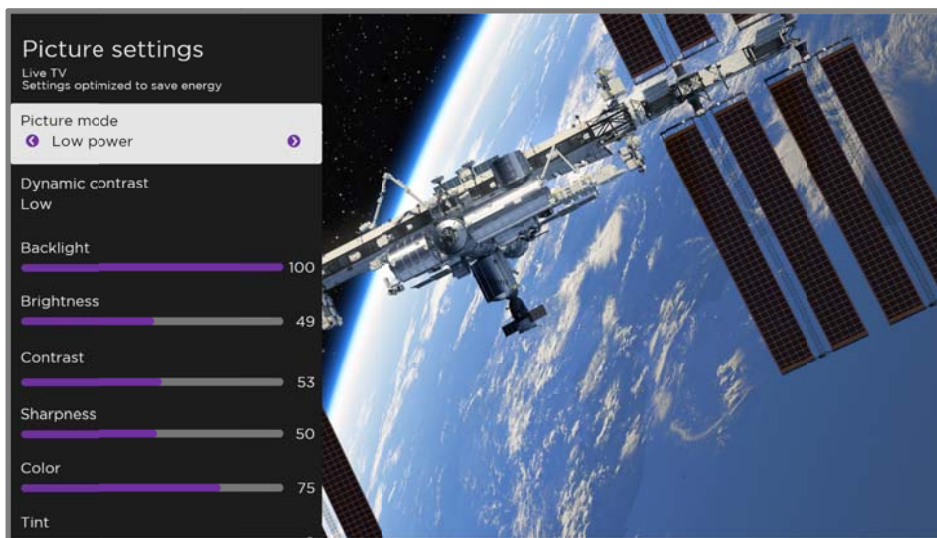 Picture settings
Live TV
Settings optimized to save energy
Picture mode
Low power
Dynamic contrast
Low
Backlight
100
Brightness
49
Contrast
53
Sharpness
50
Color
75
Tint